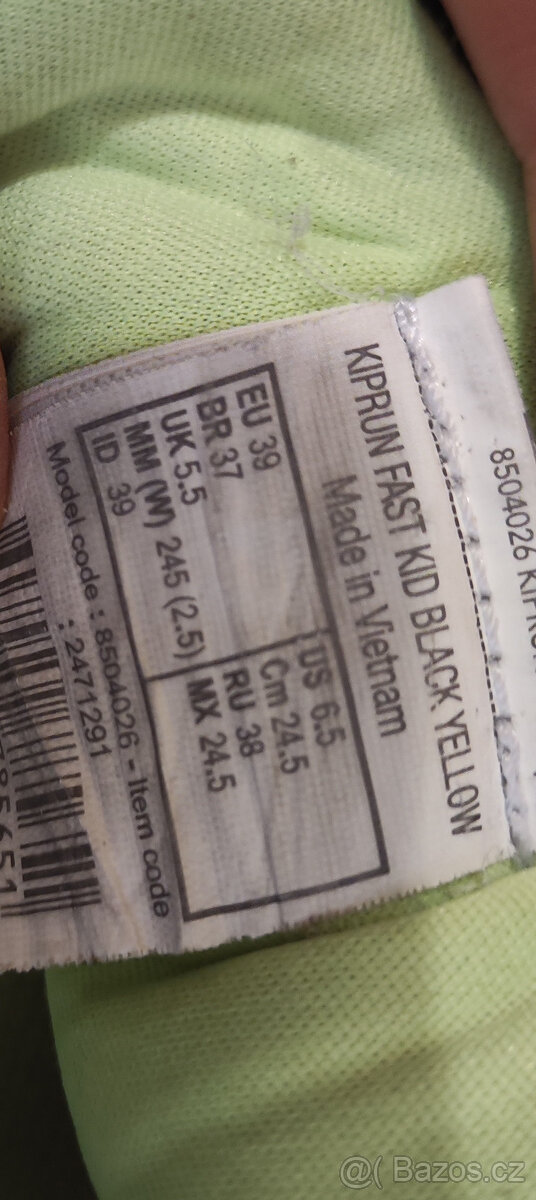 8504026
KIPRUN FAST KID BLACK YELLOW
Made in Vietnam
EU 39 US 6.5
BR 37 Cm 24.5
UK 5.5 RU 38
MM (W) 245 (2.5) MX 24.5
ID 39
Model code : 8504026 - Item code
: 2471291
@ Bazos.cz